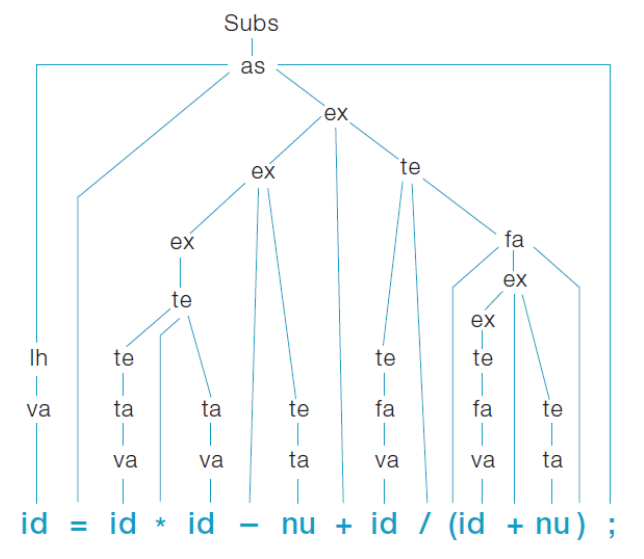 Subs
as
ex
ex te
ex fa
te ex
ex
lh te te te
va ta ta te fa fa te
va va ta va va ta
id = id * id – nu + id / (id + nu) ;